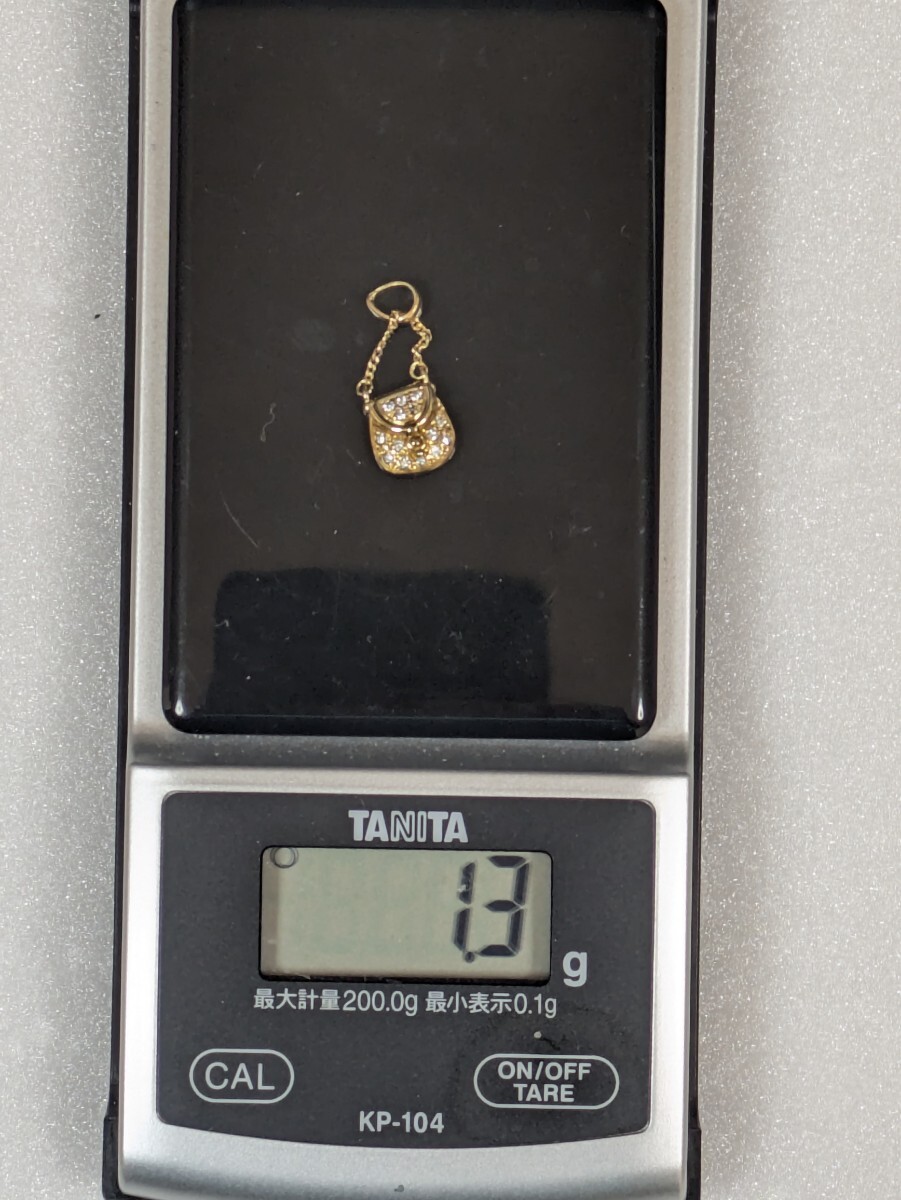 TANITA
1.3 g
最大計量200.0g 最小表示0.1g
CAL
ON/OFF
TARE
KP-104